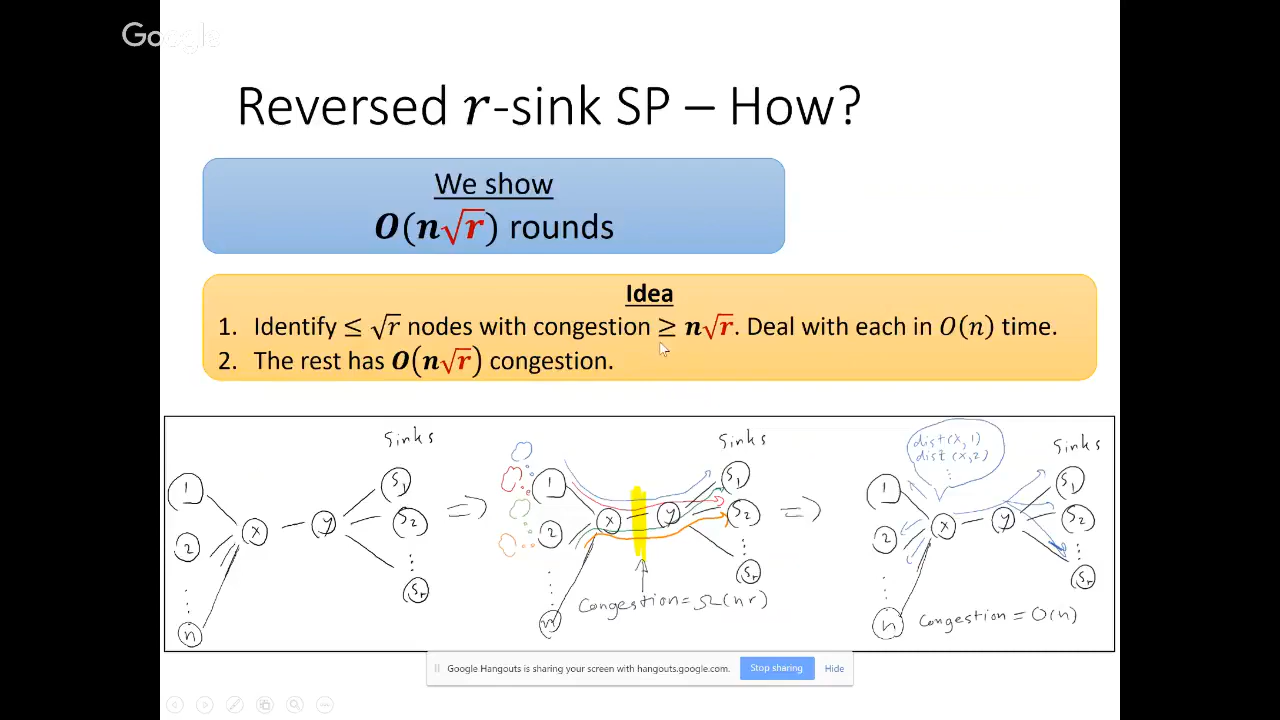 Google
Reversed r-sink SP – How?
We show
O(n√r) rounds
Idea
1. Identify ≤ √r nodes with congestion ≥ n√r. Deal with each in O(n) time.
2. The rest has O(n√r) congestion.
Sinks
1
2
⋮
n
x
y
S1
S2
⋮
Sr
⇒
Sinks
1
2
⋮
n
x
y
S1
S2
⋮
Sr
Congestion = Ω(nr)
⇒
dist(x,1)
dist(x,2)
⋮
Sinks
1
2
⋮
n
x
y
S1
S2
⋮
Sr
Congestion = O(n)
Google Hangouts is sharing your screen with hangouts.google.com.
Stop sharing
Hide